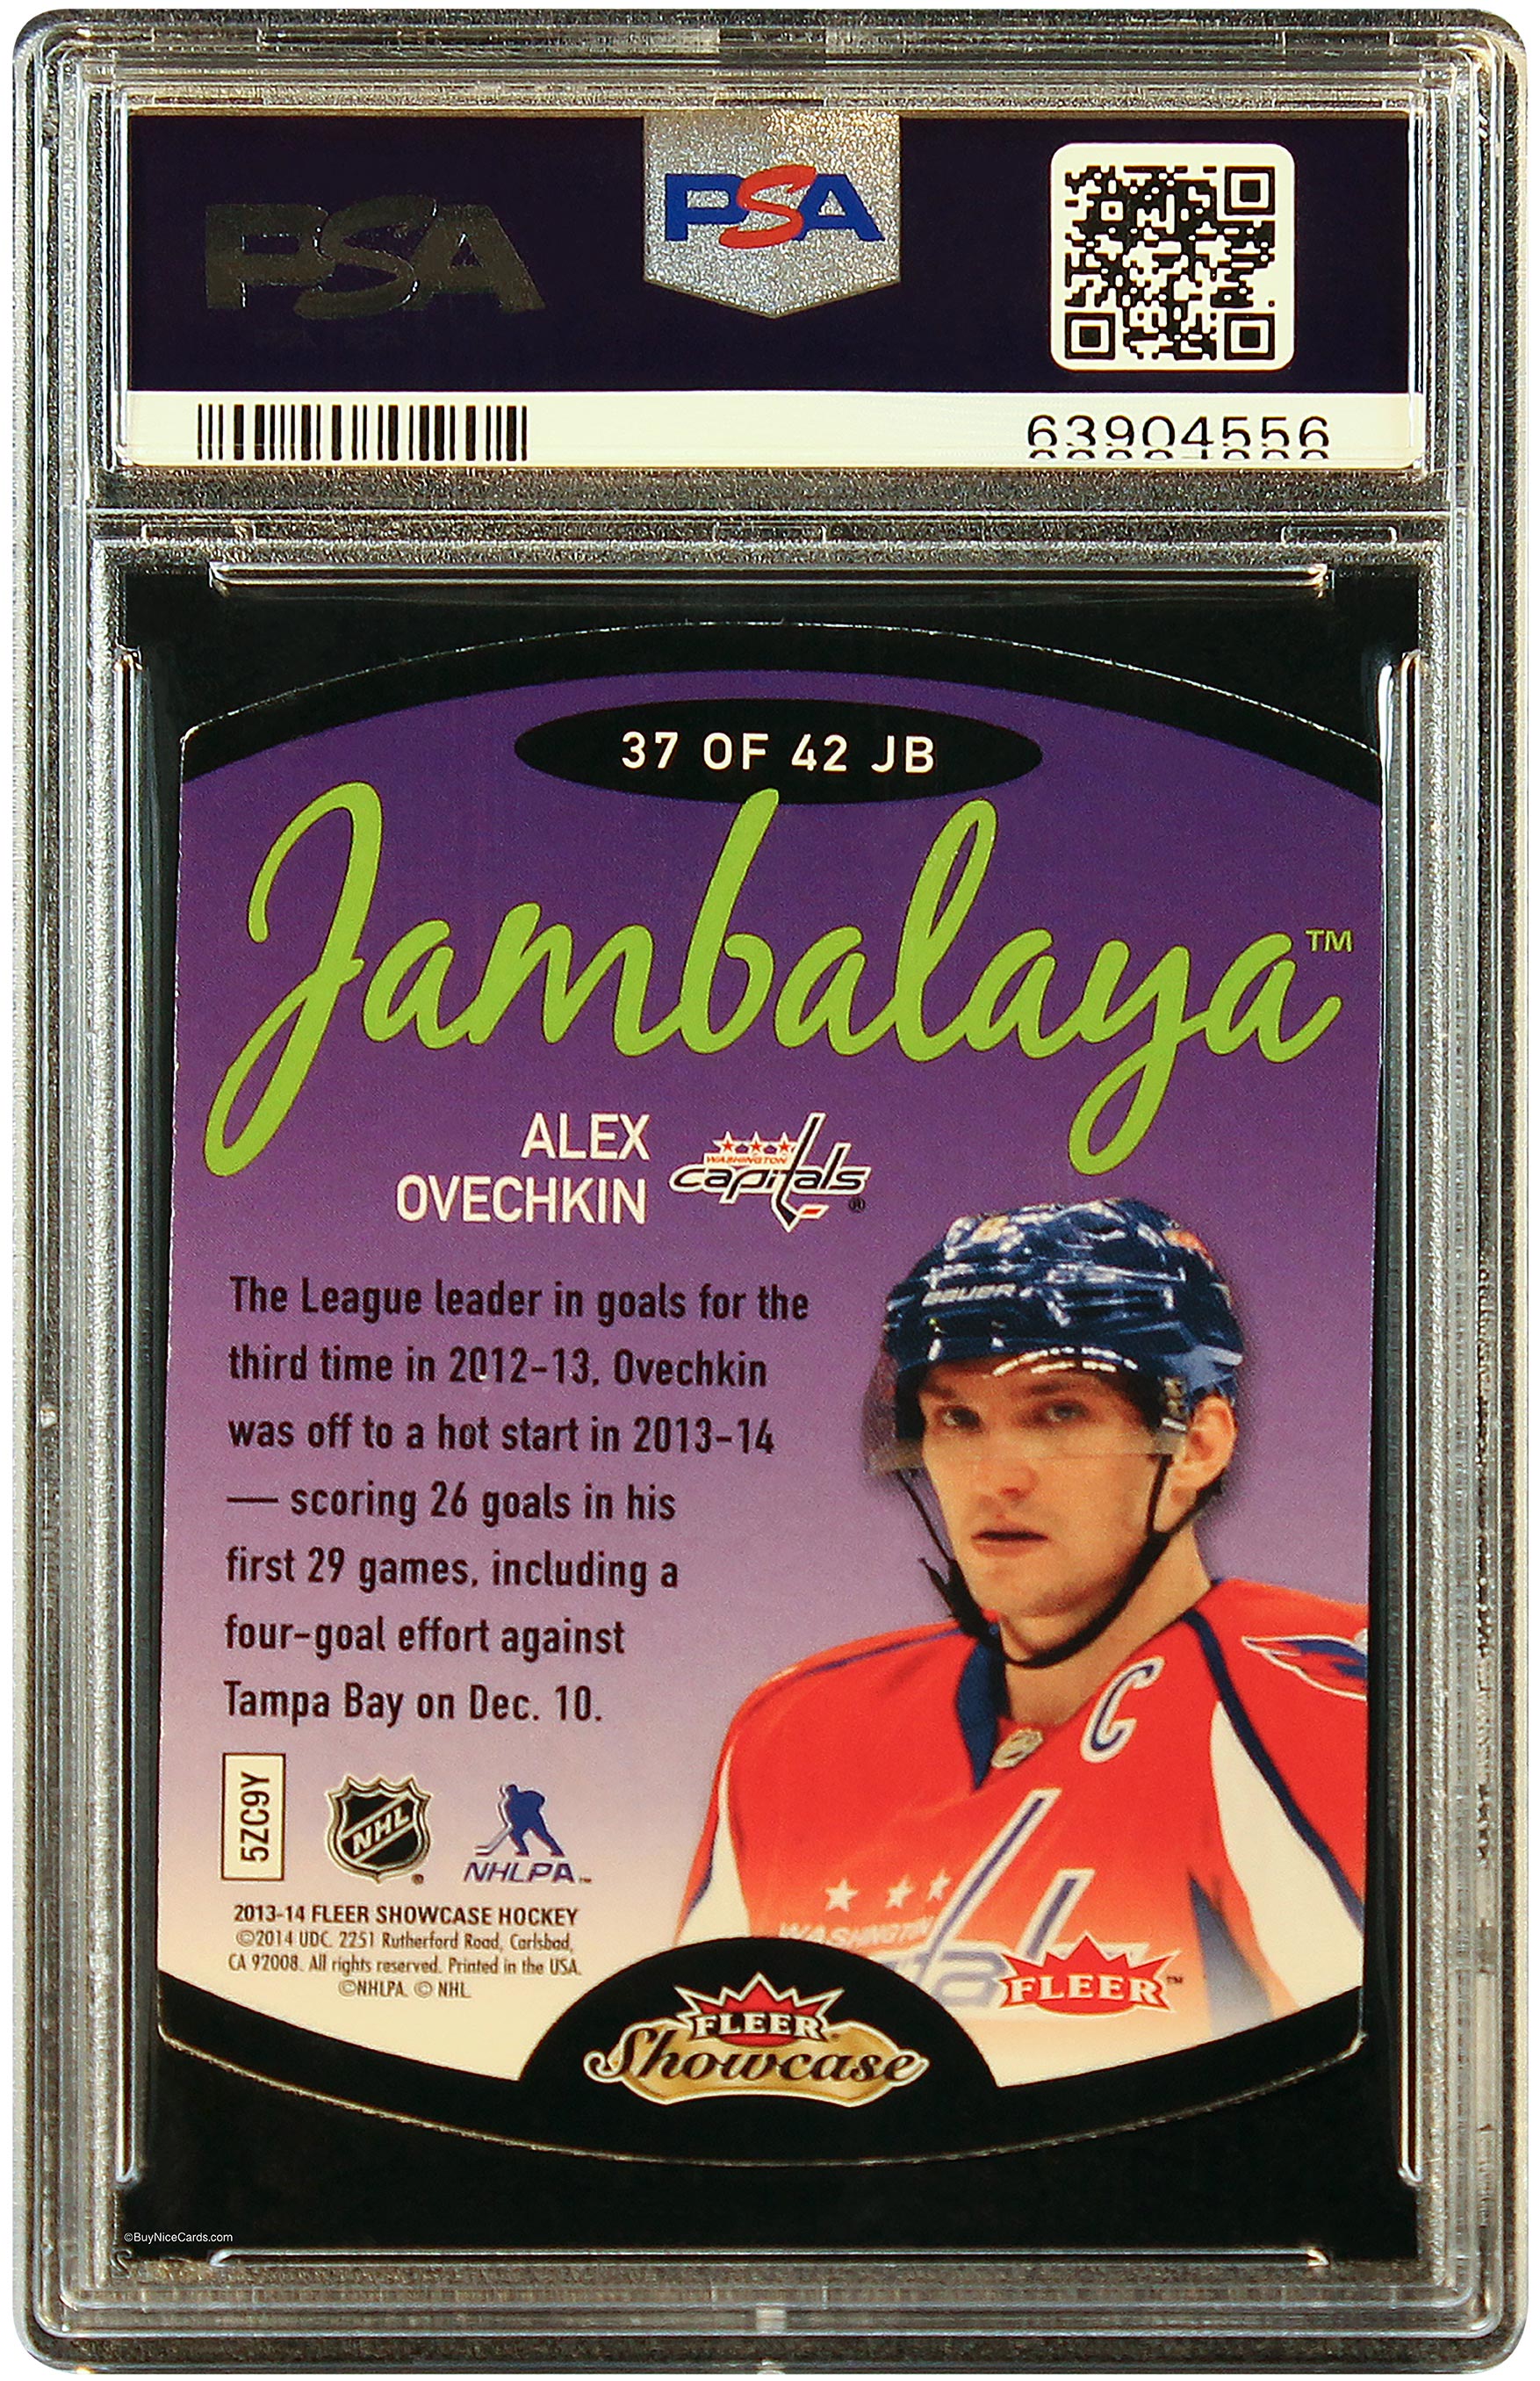 PSA
PSA
63904556
37 OF 42 JB
Jambalaya™
ALEX
OVECHKIN
WASHINGTON
capitals®
The League leader in goals for the
third time in 2012-13, Ovechkin
was off to a hot start in 2013-14
— scoring 26 goals in his
first 29 games, including a
four-goal effort against
Tampa Bay on Dec. 10.
BAUER
C
WASHINGTON
5ZC9Y
NHL®
NHLPA™
2013-14 FLEER SHOWCASE HOCKEY
©2014 UDC. 2251 Rutherford Road, Carlsbad,
CA 92008. All rights reserved. Printed in the USA.
©NHLPA. © NHL.
FLEER™
FLEER
Showcase
©BuyNiceCards.com